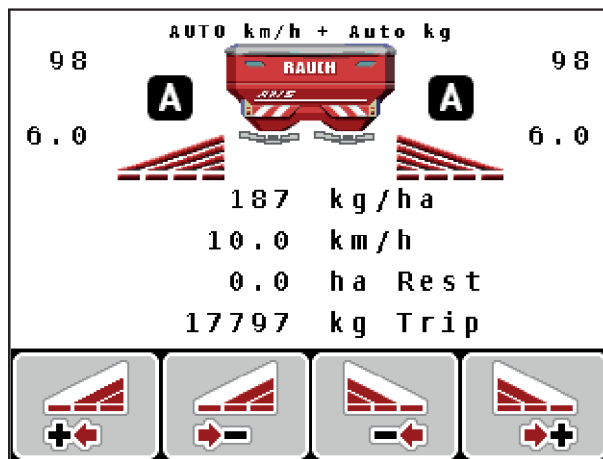 AUTO km/h + Auto kg
98 98
RAUCH
A A
6.0 6.0
187 kg/ha
10.0 km/h
0.0 ha Rest
17797 kg Trip